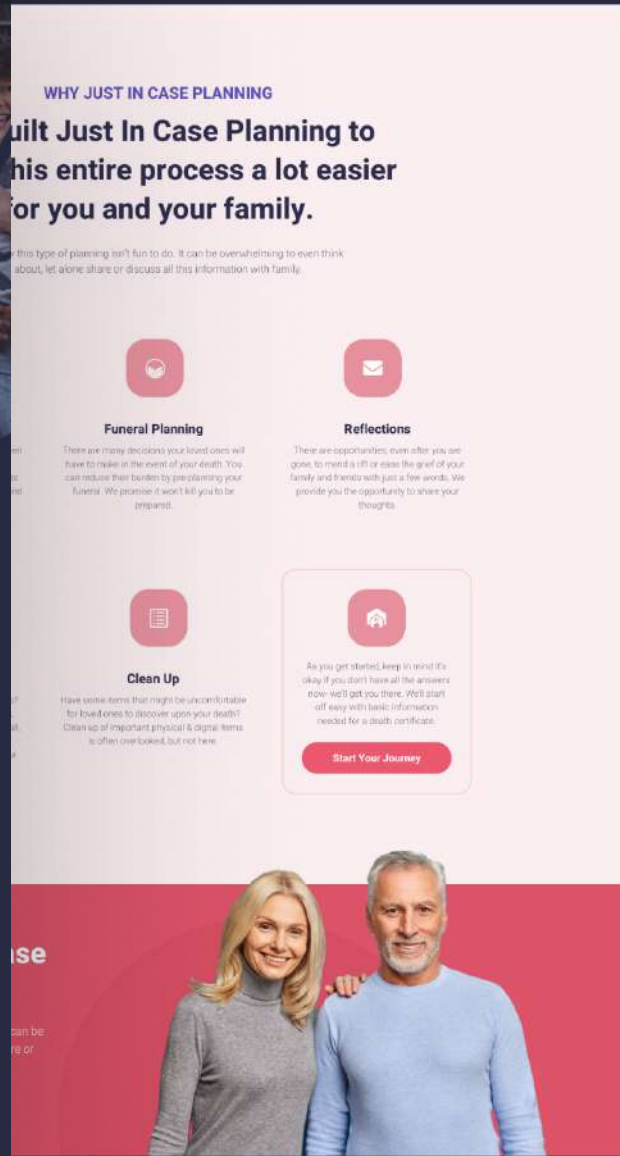 WHY JUST IN CASE PLANNING
uilt Just In Case Planning to
his entire process a lot easier
for you and your family.
this type of planning isn't fun to do. It can be overwhelming to even think
about, let alone share or discuss all this information with family.
Funeral Planning
There are many decisions your loved ones will
have to make in the event of your death. You
can reduce their burden by pre-planning your
funeral. We promise it won't kill you to be
prepared.
Reflections
There are opportunities, even after you are
gone, to mend a rift or ease the grief of your
family and friends with just a few words. We
provide you the opportunity to share your
thoughts.
Clean Up
Have some items that might be uncomfortable
for loved ones to discover upon your death?
Clean up of important physical & digital items
is often overlooked, but not here.
As you get started, keep in mind it's
okay if you don't have all the answers
now- we'll get you there. We'll start
off easy with basic information
needed for a death certificate.
Start Your Journey
ase
can be
re or